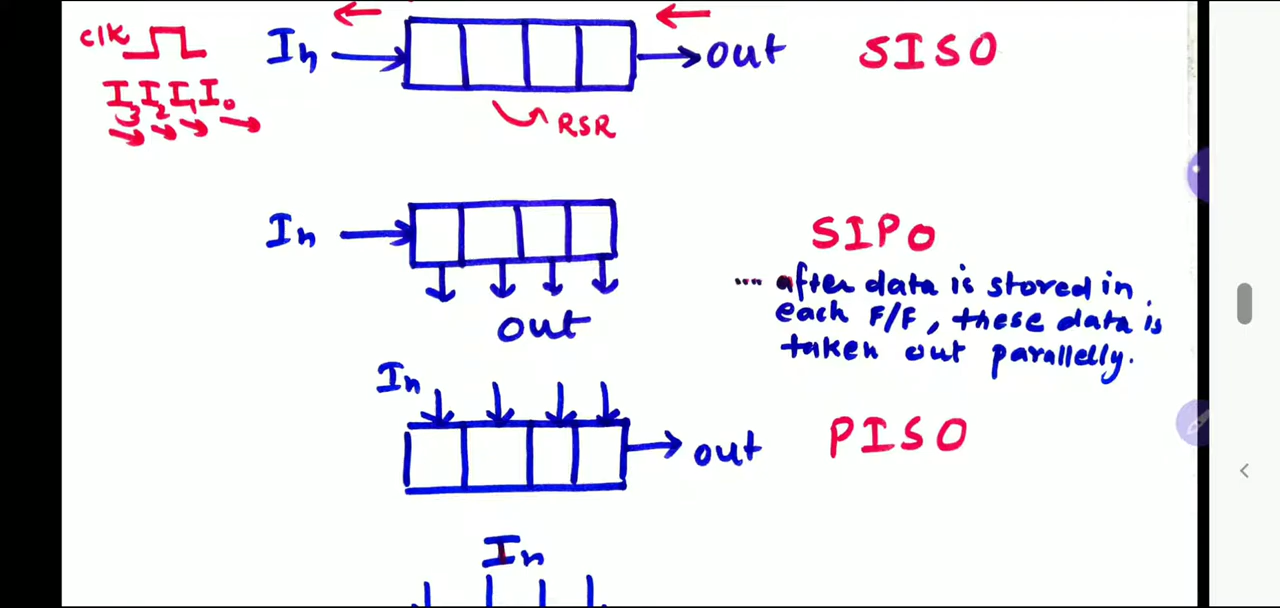 clk
In
out
SISO
I3 I2 I1 I0
RSR
In
SIPO
... after data is stored in
each F/F, these data is
taken out parallelly.
out
In
out
PISO
In